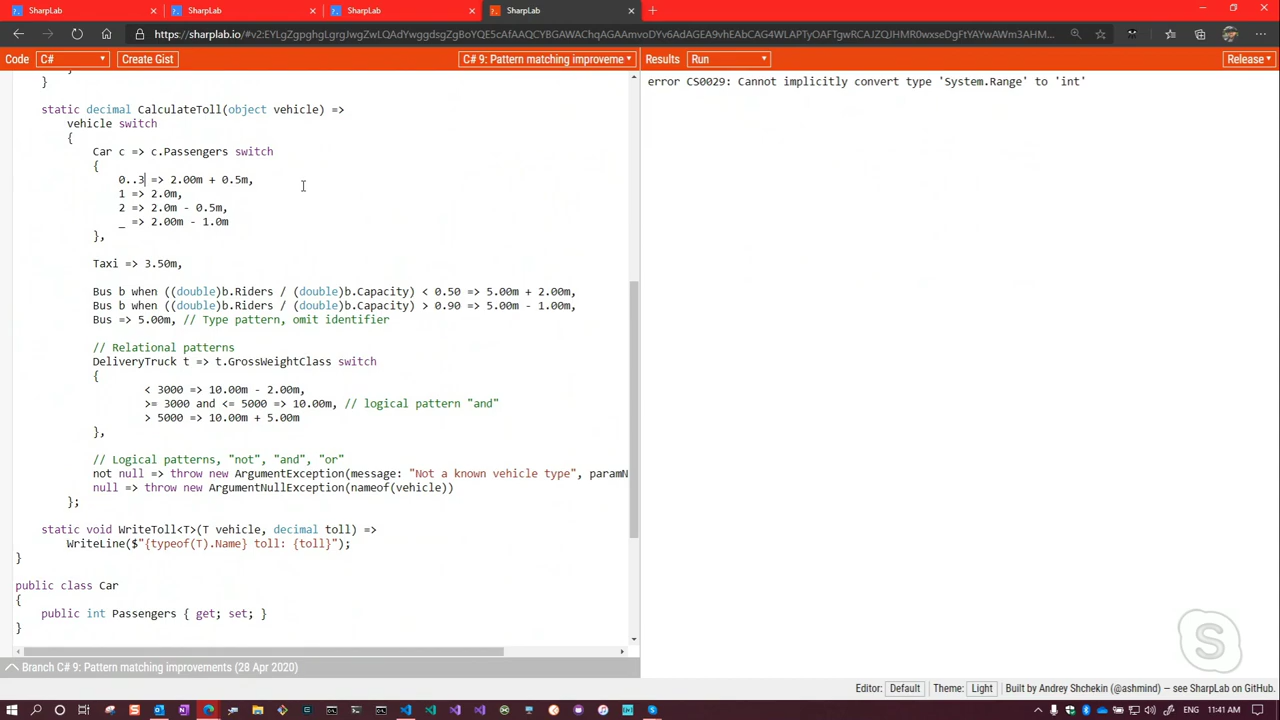 SharpLab
SharpLab
SharpLab
SharpLab
https://sharplab.io/#v2:EYLgZgpghgLgrgJwgZwLQAdYwggdsgZgBoYQE5cAfAAQCYBGAWAChqAGAAmvoDYv6AdAGEA9vhEAbCAG4WLAPTyOAFTgwRCAJZQJHMR0wxseDgFtYAYwAWm3AHM...
Code
C#
Create Gist
C# 9: Pattern matching improveme
Results
Run
Release
}
static decimal CalculateToll(object vehicle) =>
vehicle switch
{
Car c => c.Passengers switch
{
0..3 => 2.00m + 0.5m,
1 => 2.0m,
2 => 2.0m - 0.5m,
_ => 2.00m - 1.0m
},
Taxi => 3.50m,
Bus b when ((double)b.Riders / (double)b.Capacity) < 0.50 => 5.00m + 2.00m,
Bus b when ((double)b.Riders / (double)b.Capacity) > 0.90 => 5.00m - 1.00m,
Bus => 5.00m, // Type pattern, omit identifier
// Relational patterns
DeliveryTruck t => t.GrossWeightClass switch
{
< 3000 => 10.00m - 2.00m,
>= 3000 and <= 5000 => 10.00m, // logical pattern "and"
> 5000 => 10.00m + 5.00m
},
// Logical patterns, "not", "and", "or"
not null => throw new ArgumentException(message: "Not a known vehicle type", paramN
null => throw new ArgumentNullException(nameof(vehicle))
};
static void WriteToll<T>(T vehicle, decimal toll) =>
WriteLine($"{typeof(T).Name} toll: {toll}");
}
public class Car
{
public int Passengers { get; set; }
}
error CS0029: Cannot implicitly convert type 'System.Range' to 'int'
Branch C# 9: Pattern matching improvements (28 Apr 2020)
Editor: Default Theme: Light Built by Andrey Shchekin (@ashmind) — see SharpLab on GitHub.
ENG 11:41 AM